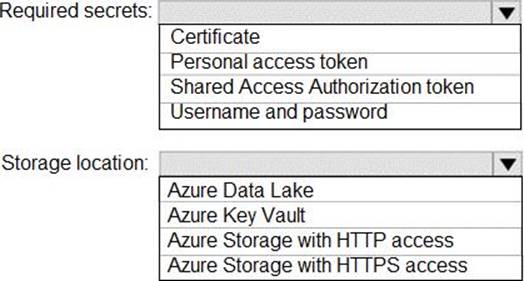 Required secrets:
Certificate
Personal access token
Shared Access Authorization token
Username and password
Storage location:
Azure Data Lake
Azure Key Vault
Azure Storage with HTTP access
Azure Storage with HTTPS access